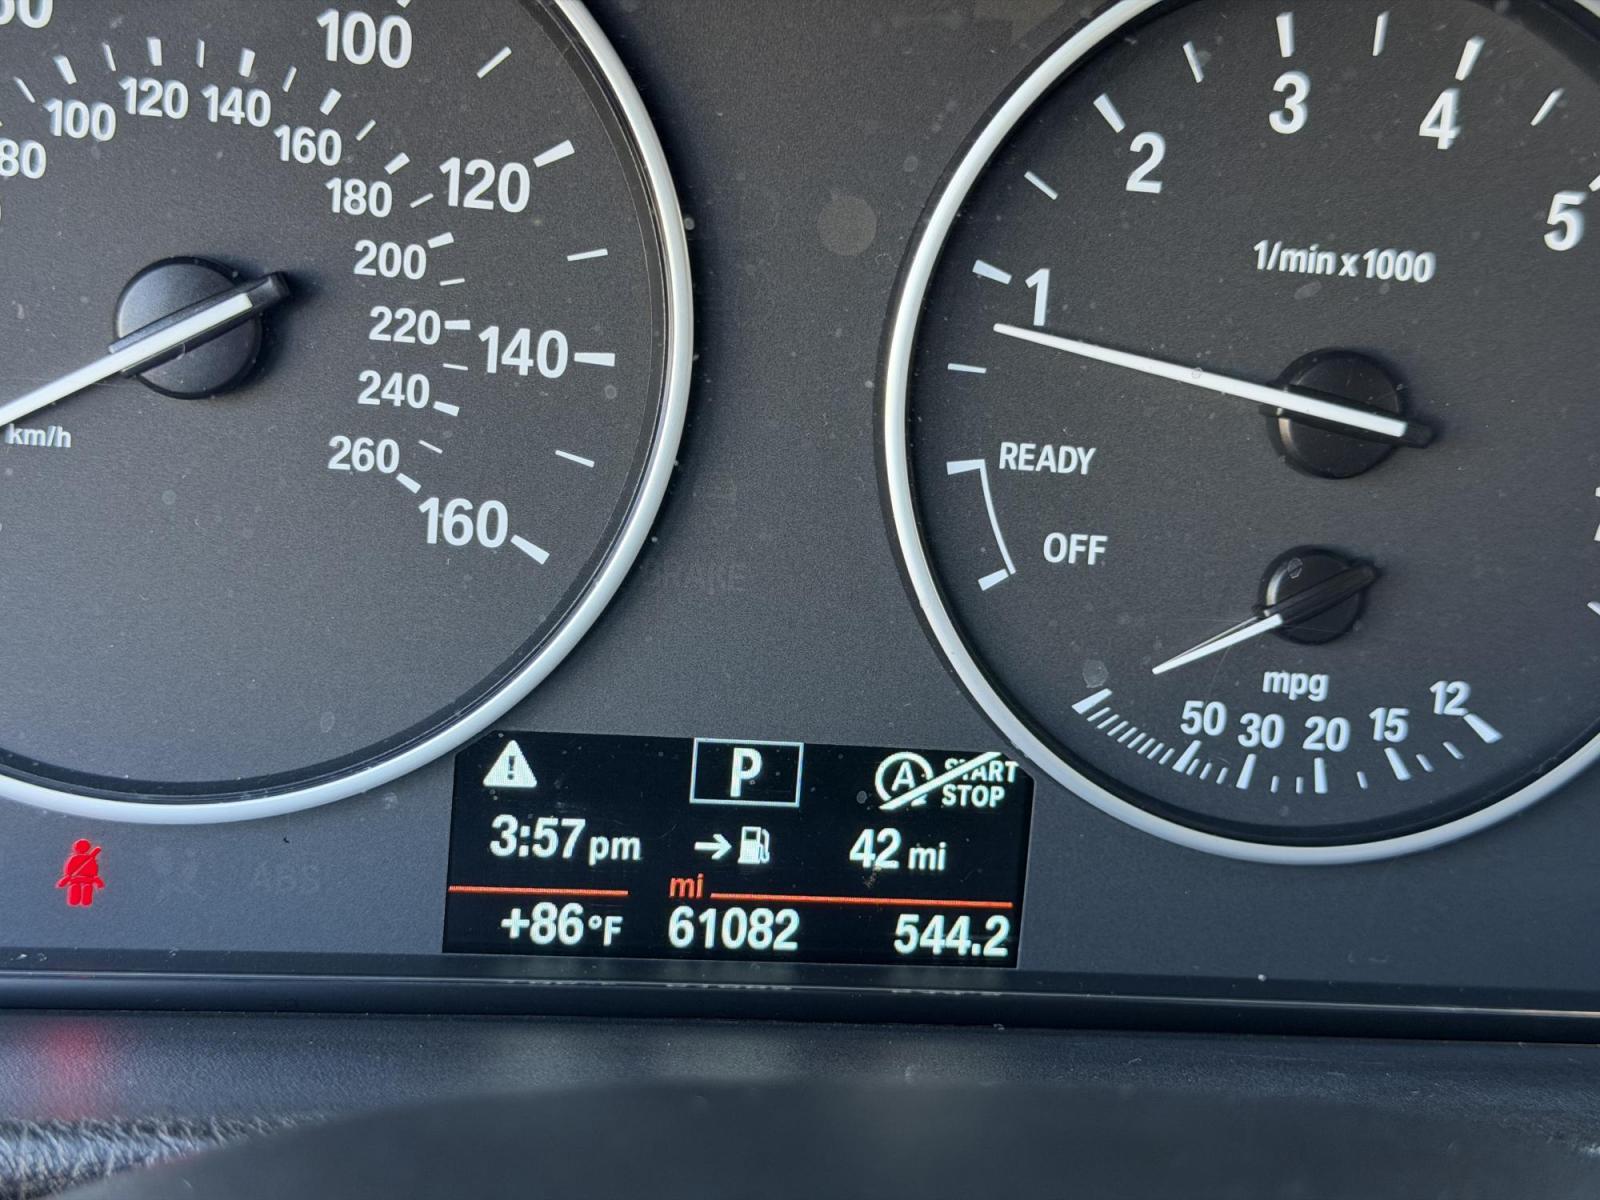 100
120
140
160
80
100
120
140
160
180
200
220
240
260
km/h
1
2
3
4
5
1/min x 1000
READY
OFF
mpg
50 30 20 15 12
P
A START STOP
3:57 pm
42 mi
mi
+86°F 61082 544.2
ABS
BRAKE